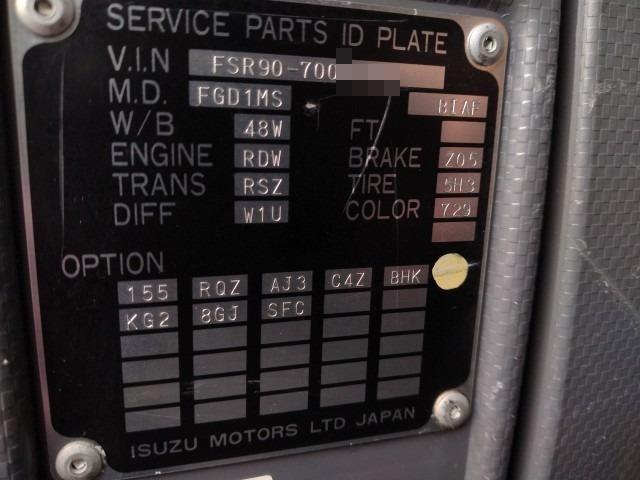 SERVICE PARTS ID PLATE
V.I.N FSR90-700
M.D. FGD1MS BIAF
W/B 48W FT
ENGINE RDW BRAKE Z05
TRANS RSZ TIRE 5H3
DIFF W1U COLOR 729
OPTION
155 RQZ AJ3 C4Z BHK
KG2 8GJ SFC
ISUZU MOTORS LTD JAPAN